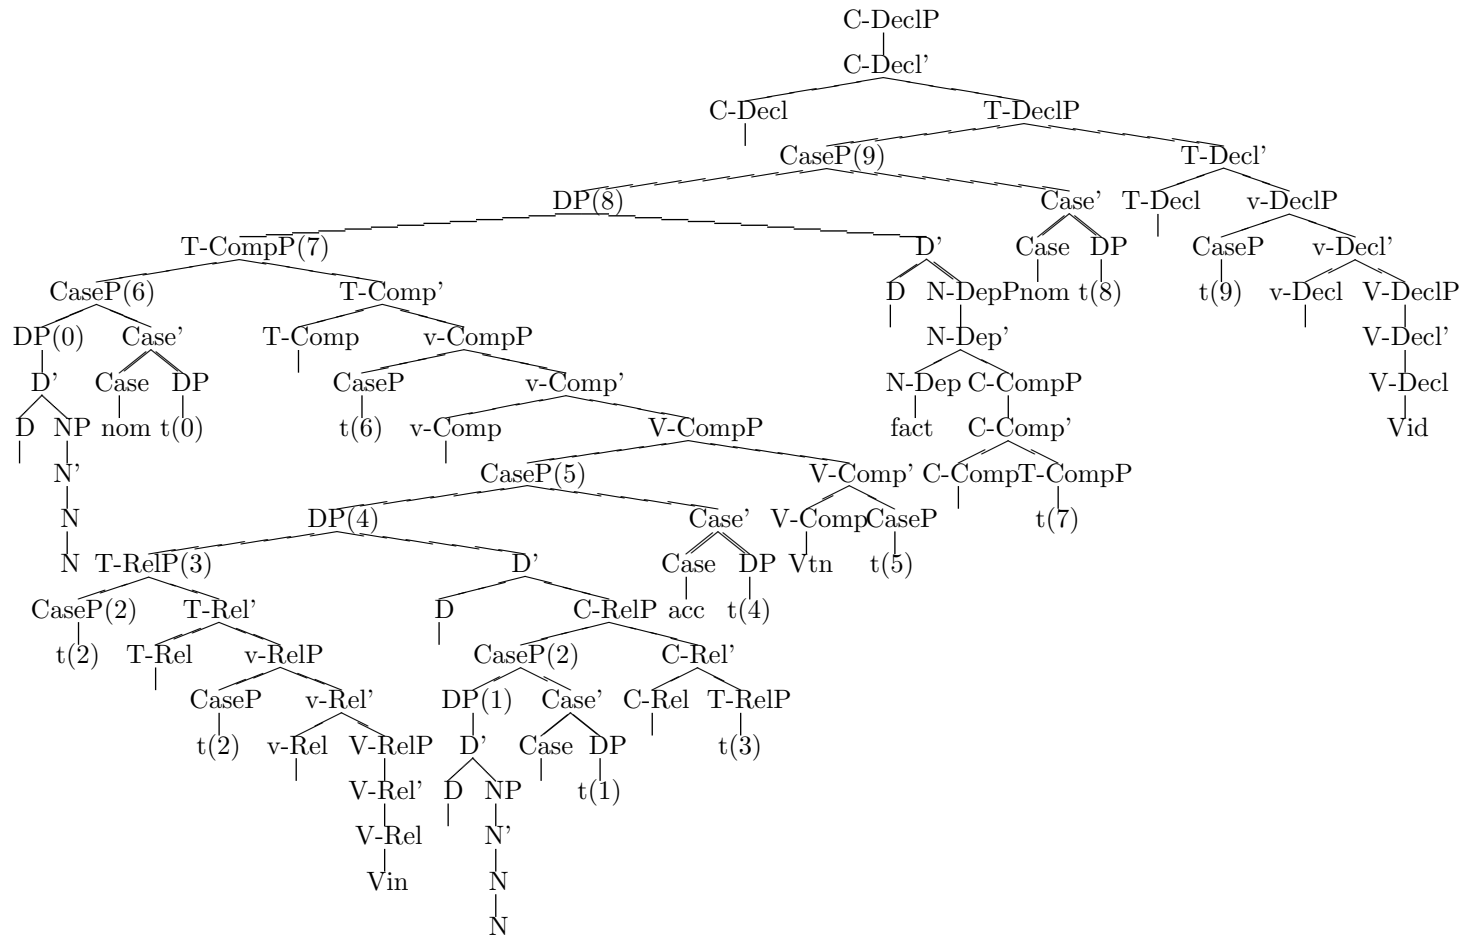 C-DeclP
C-Decl'
C-Decl T-DeclP
CaseP(9) T-Decl'
DP(8) Case' T-Decl v-DeclP
T-CompP(7) D' Case DP CaseP v-Decl'
CaseP(6) T-Comp' D N-DepP nom t(8) t(9) v-Decl V-DeclP
DP(0) Case' T-Comp v-CompP N-Dep' V-Decl'
D' Case DP CaseP v-Comp' N-Dep C-CompP V-Decl
D NP nom t(0) t(6) v-Comp V-CompP fact C-Comp' Vid
N' CaseP(5) V-Comp' C-Comp T-CompP
N DP(4) Case' V-Comp CaseP t(7)
N T-RelP(3) D' Case DP Vtn t(5)
CaseP(2) T-Rel' D C-RelP acc t(4)
t(2) T-Rel v-RelP CaseP(2) C-Rel'
CaseP v-Rel' DP(1) Case' C-Rel T-RelP
t(2) v-Rel V-RelP D' Case DP t(3)
V-Rel' D NP t(1)
V-Rel N'
Vin N
N